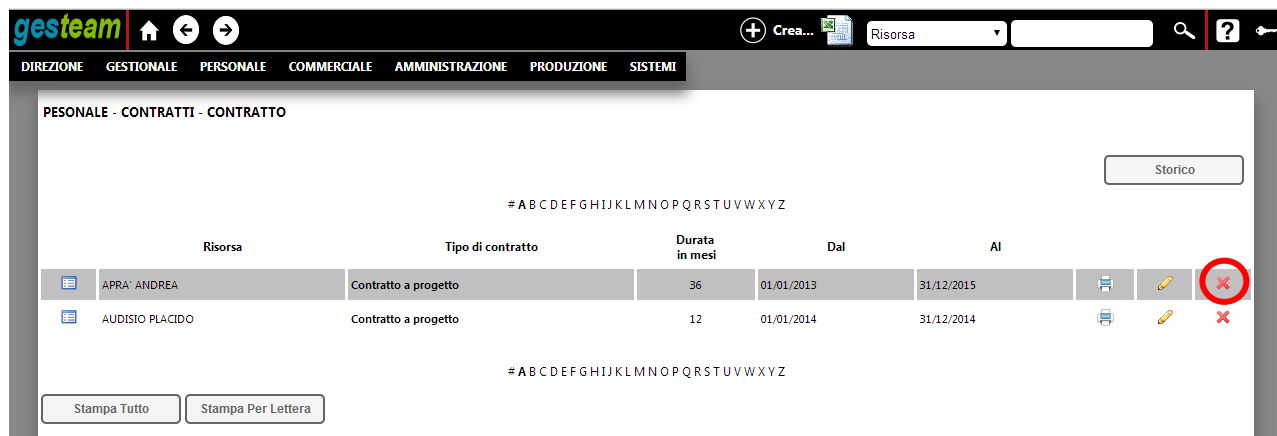 gesteam Crea... Risorsa ?
DIREZIONE GESTIONALE PERSONALE COMMERCIALE AMMINISTRAZIONE PRODUZIONE SISTEMI
PESONALE - CONTRATTI - CONTRATTO
Storico
# A B C D E F G H I J K L M N O P Q R S T U V W X Y Z
Risorsa Tipo di contratto Durata in mesi Dal Al
APRA' ANDREA Contratto a progetto 36 01/01/2013 31/12/2015
AUDISIO PLACIDO Contratto a progetto 12 01/01/2014 31/12/2014
# A B C D E F G H I J K L M N O P Q R S T U V W X Y Z
Stampa Tutto Stampa Per Lettera